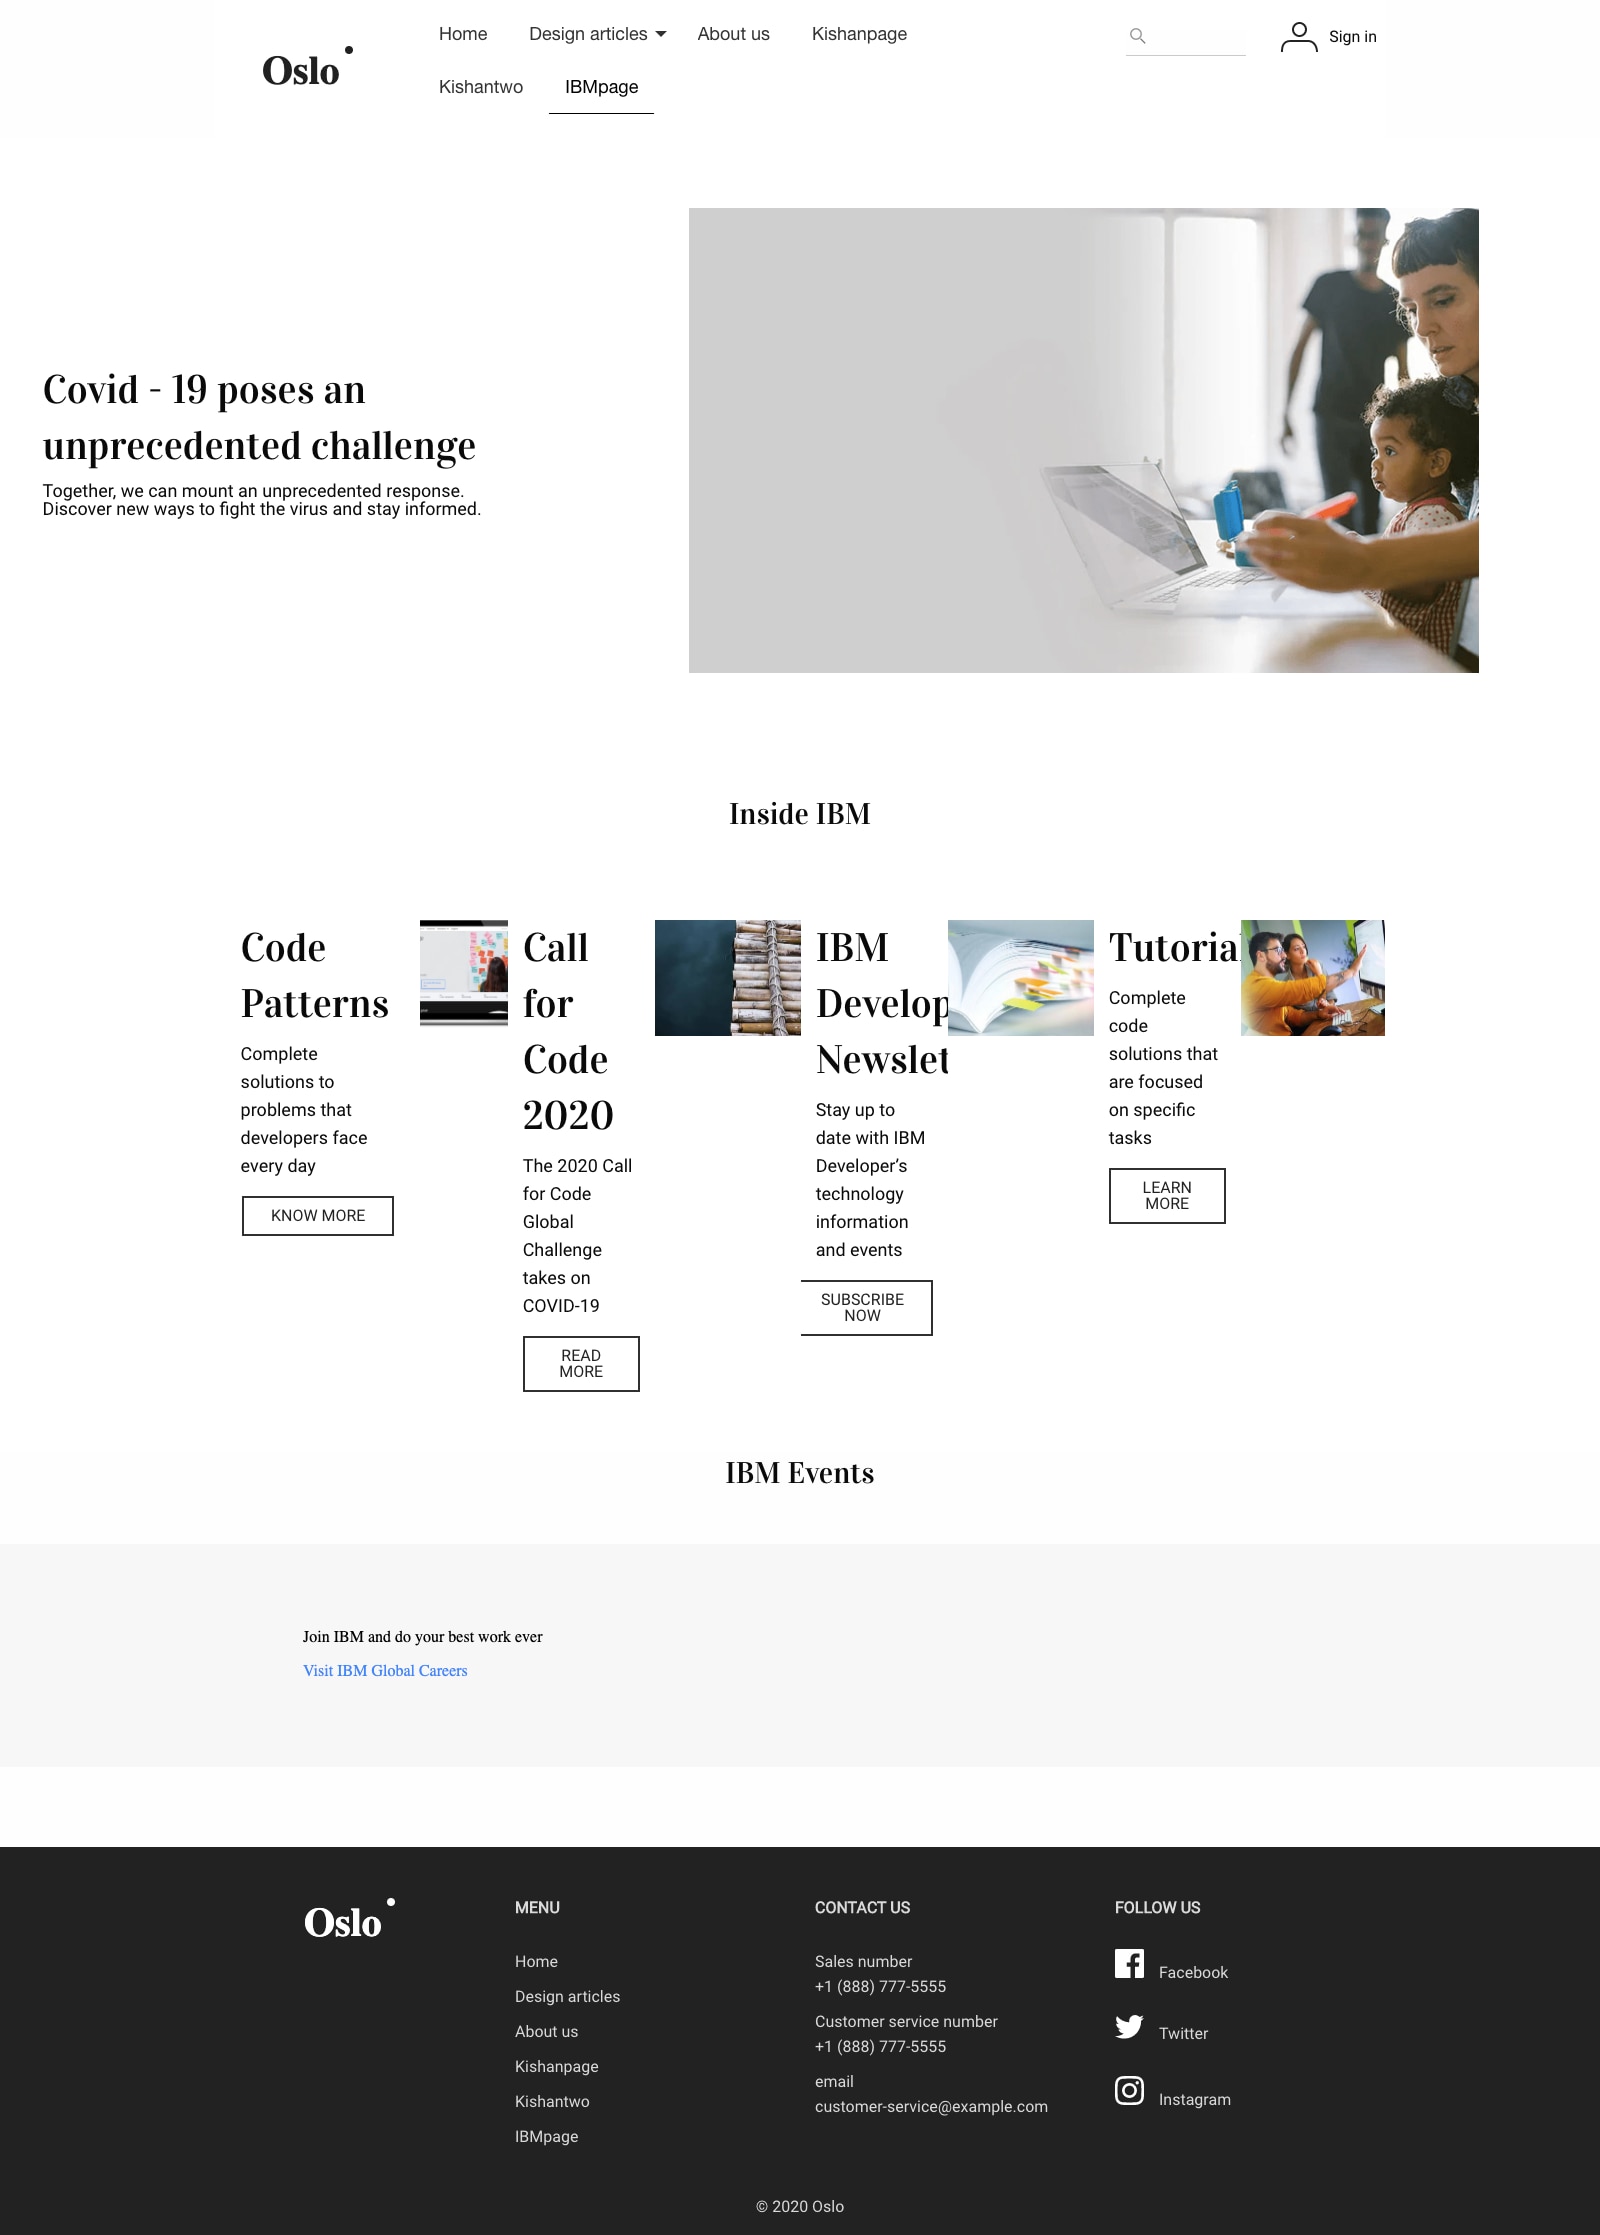 Oslo
Home
Design articles
About us
Kishanpage
Kishantwo
IBMpage
Sign in
Covid - 19 poses an
unprecedented challenge
Together, we can mount an unprecedented response.
Discover new ways to fight the virus and stay informed.
Inside IBM
Code
Patterns
Complete
solutions to
problems that
developers face
every day
KNOW MORE
Call
for
Code
2020
The 2020 Call
for Code
Global
Challenge
takes on
COVID-19
READ
MORE
IBM
Develop
Newslet
Stay up to
date with IBM
Developer’s
technology
information
and events
SUBSCRIBE
NOW
Tutorial
Complete
code
solutions that
are focused
on specific
tasks
LEARN
MORE
IBM Events
Join IBM and do your best work ever
Visit IBM Global Careers
Oslo
MENU
Home
Design articles
About us
Kishanpage
Kishantwo
IBMpage
CONTACT US
Sales number
+1 (888) 777-5555
Customer service number
+1 (888) 777-5555
email
customer-service@example.com
FOLLOW US
Facebook
Twitter
Instagram
© 2020 Oslo